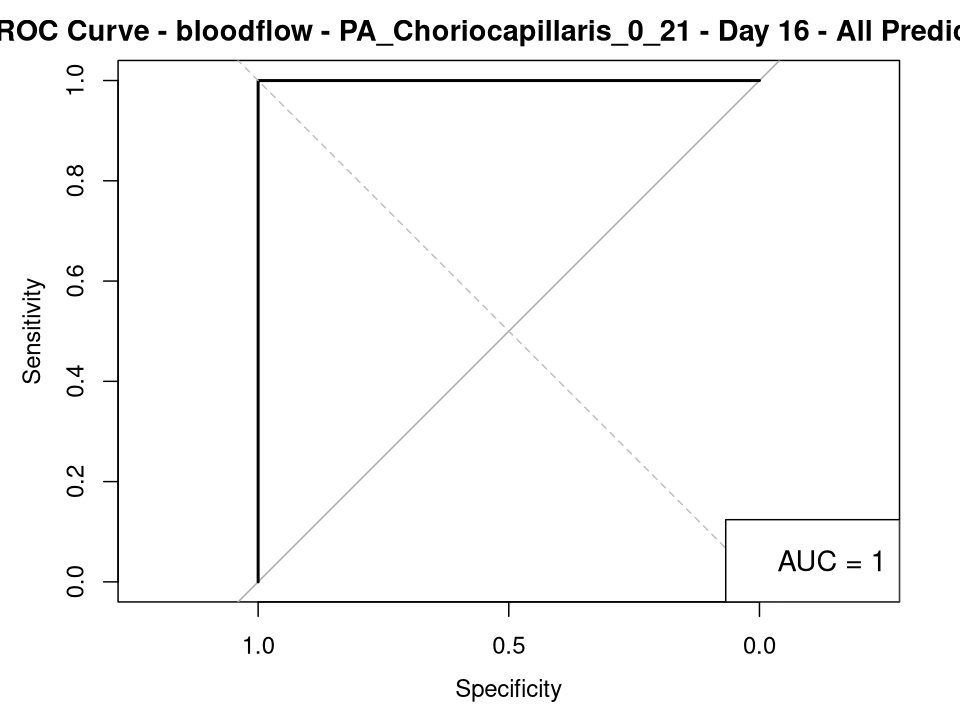 ROC Curve - bloodflow - PA_Choriocapillaris_0_21 - Day 16 - All Predic
Sensitivity
1.0
0.8
0.6
0.4
0.2
0.0
AUC = 1
1.0 0.5 0.0
Specificity